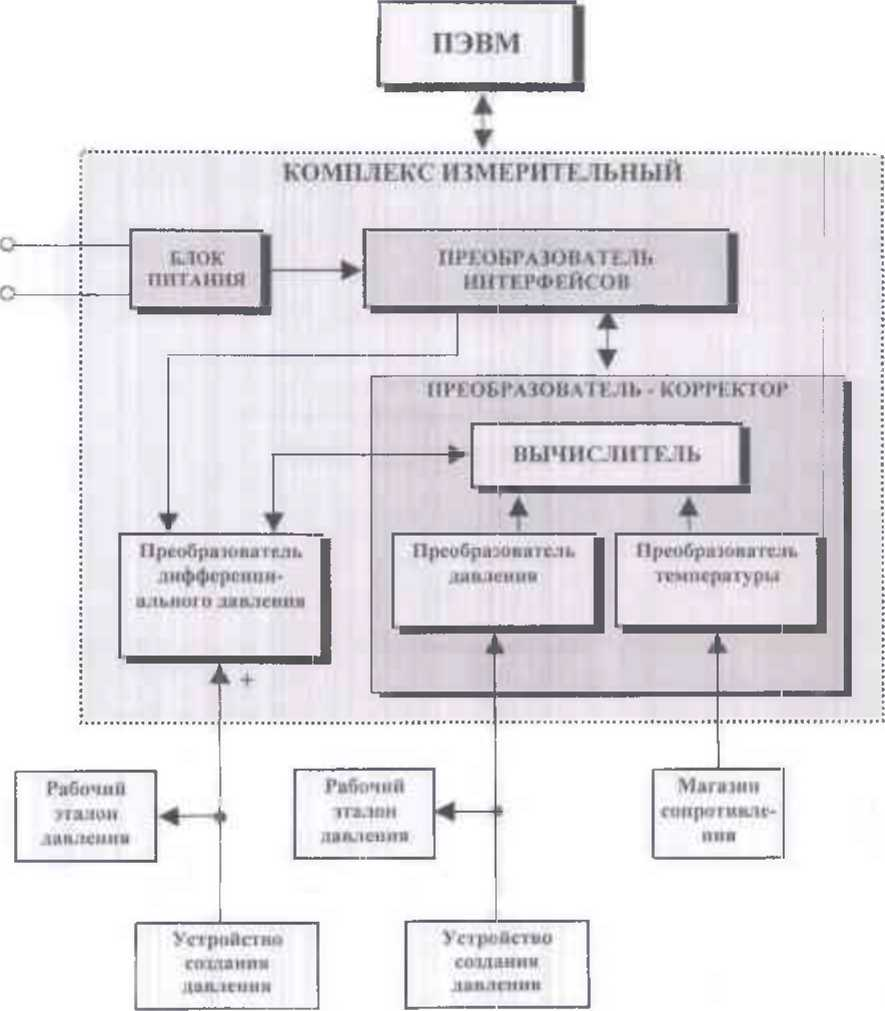 ПЭВМ
КОМПЛЕКС ИЗМЕРИТЕЛЬНЫЙ
БЛОК
ПИТАНИЯ
ПРЕОБРАЗОВАТЕЛЬ
ИНТЕРФЕЙСОВ
ПРЕОБРАЗОВАТЕЛЬ - КОРРЕКТОР
ВЫЧИСЛИТЕЛЬ
Преобразователь
дифференци-
ального давления
Преобразователь
давления
Преобразователь
температуры
+
Рабочий
эталон
давления
Рабочий
эталон
давления
Магазин
сопротивле-
ния
Устройство
создания
давления
Устройство
создания
давления